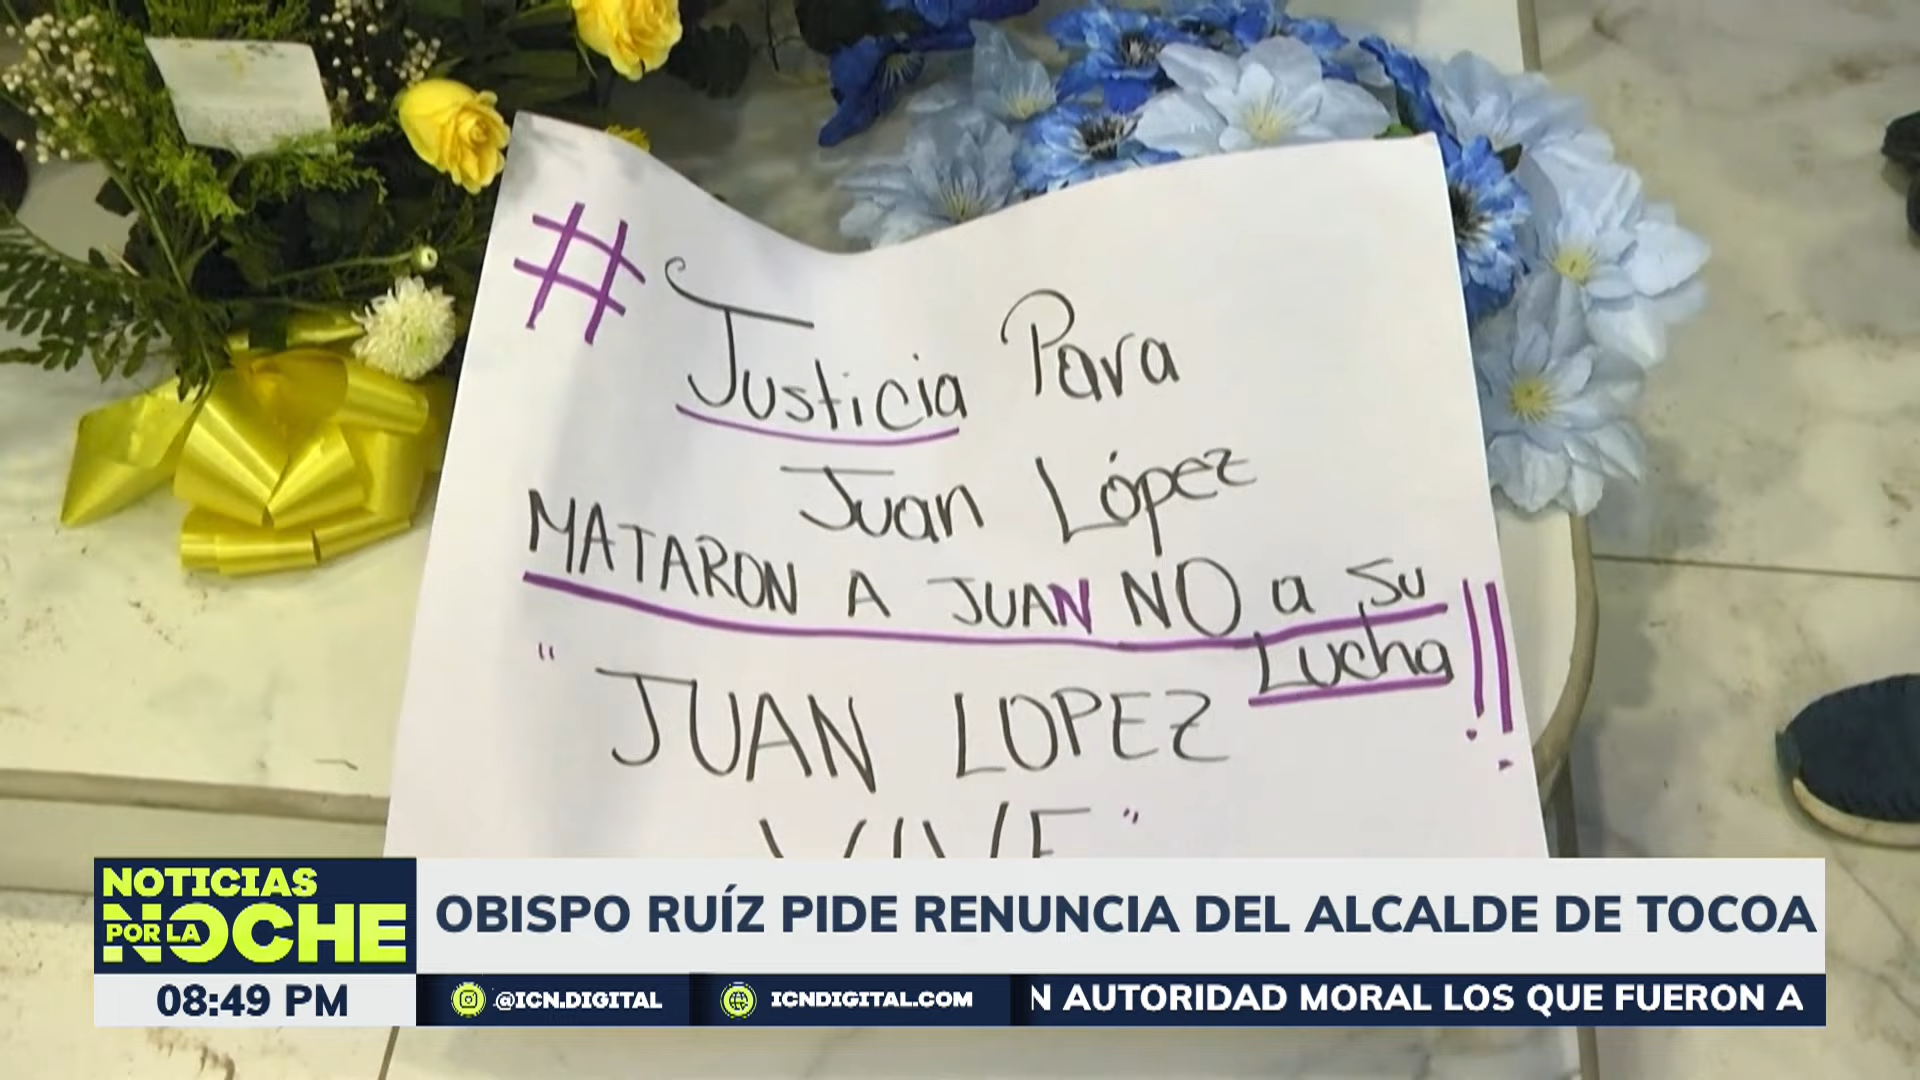 # Justicia Para
Juan López
MATARON A JUAN NO a su
Lucha!!
"JUAN LOPEZ
VIVE"
NOTICIAS
POR LA
NOCHE
OBISPO RUÍZ PIDE RENUNCIA DEL ALCALDE DE TOCOA
08:49 PM
@ICN.DIGITAL
ICNDIGITAL.COM
N AUTORIDAD MORAL LOS QUE FUERON A